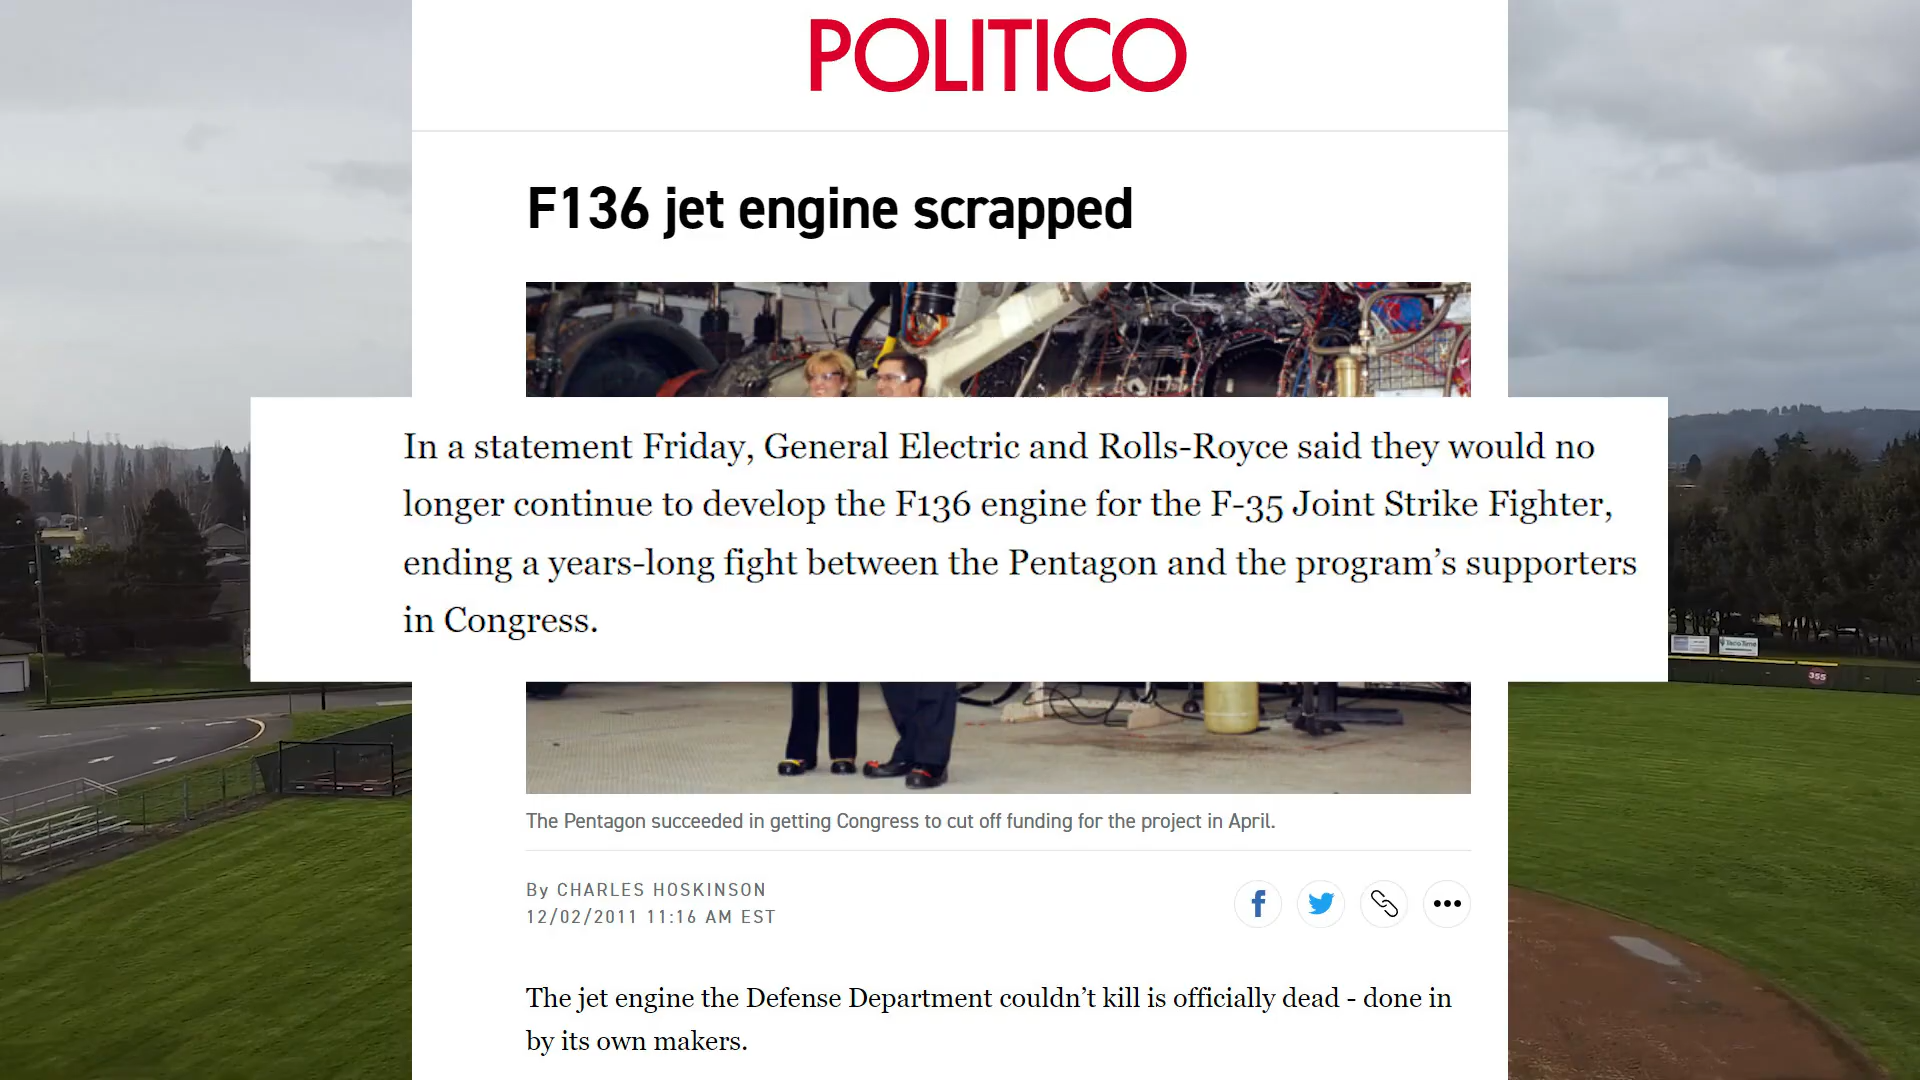 POLITICO
F136 jet engine scrapped
In a statement Friday, General Electric and Rolls-Royce said they would no
longer continue to develop the F136 engine for the F-35 Joint Strike Fighter,
ending a years-long fight between the Pentagon and the program’s supporters
in Congress.
355
The Pentagon succeeded in getting Congress to cut off funding for the project in April.
By CHARLES HOSKINSON
12/02/2011 11:16 AM EST
The jet engine the Defense Department couldn’t kill is officially dead - done in
by its own makers.